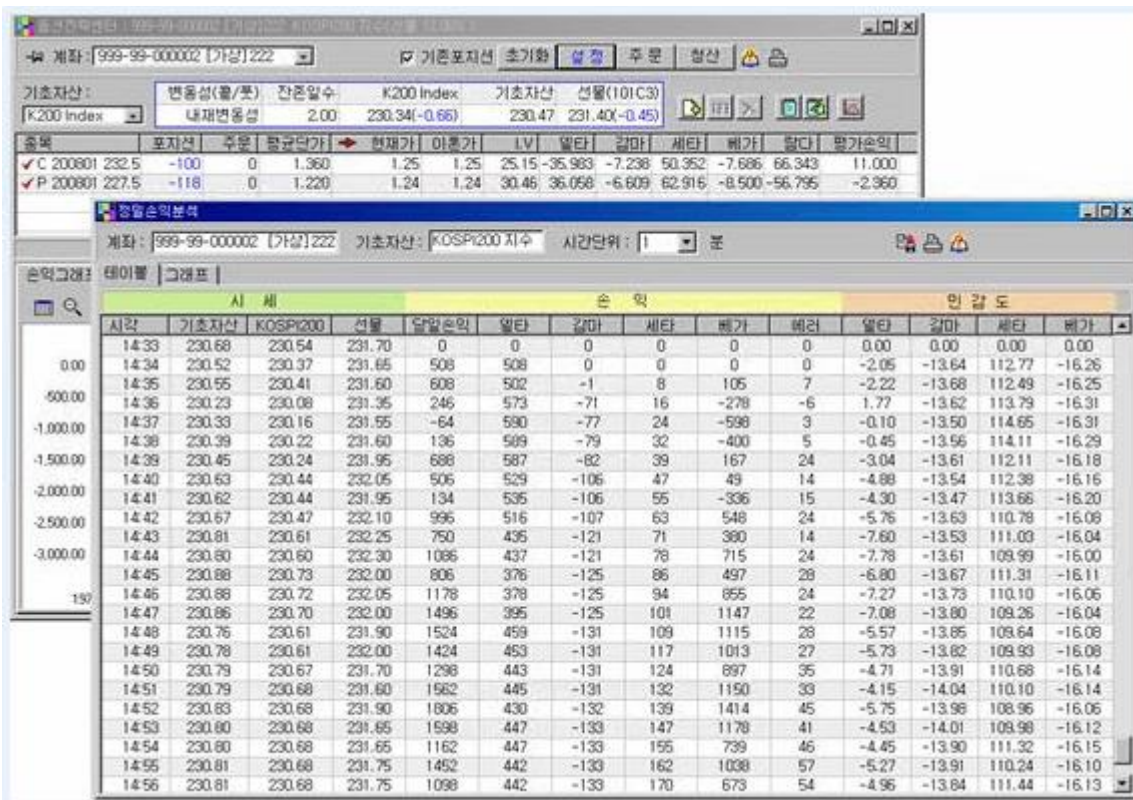 계좌 : 999-99-000002 [가상]222 기존포지션 초기화 설 정 주 문 청산
기초자산 : 변동성(콜/풋) 잔존일수 K200 Index 기초자산 선물(101C3)
K200 Index 내재변동성 2.00 230.34(-0.66) 230.47 231.40(-0.45)
종목 포지션 주문 평균단가 현재가 이론가 I.V 델타 감마 세타 베가 람다 평가손익
C 200801 232.5 -100 0 1.360 1.25 1.25 25.15 -35.983 -7.238 50.352 -7.686 66.343 11.000
P 200801 227.5 -118 0 1.220 1.24 1.24 30.46 36.058 -6.609 62.916 -8.500 -56.795 -2.360
정밀손익분석
계좌 : 999-99-000002 [가상]222 기초자산 : KOSPI200 지수 시간단위 : 1 분
테이블 그래프
시 세 손 익 민 감 도
시각 기초자산 KOSPI200 선물 당일손익 델타 감마 세타 베가 에러 델타 감마 세타 베가
14:33 230.68 230.54 231.70 0 0 0 0 0 0 0.00 0.00 0.00 0.00
14:34 230.52 230.37 231.65 508 508 0 0 0 0 -2.05 -13.64 112.77 -16.26
14:35 230.55 230.41 231.60 608 502 -1 8 105 7 -2.22 -13.68 112.49 -16.25
14:36 230.23 230.08 231.35 246 573 -71 16 -278 -6 1.77 -13.62 113.79 -16.31
14:37 230.33 230.16 231.55 -64 590 -77 24 -598 3 -0.10 -13.50 114.65 -16.31
14:38 230.39 230.22 231.60 136 589 -79 32 -400 5 -0.45 -13.56 114.11 -16.29
14:39 230.45 230.24 231.95 688 587 -82 39 167 24 -3.04 -13.61 112.11 -16.18
14:40 230.63 230.44 232.05 506 529 -106 47 49 14 -4.88 -13.54 112.38 -16.16
14:41 230.62 230.44 231.95 134 535 -106 55 -336 15 -4.30 -13.47 113.66 -16.20
14:42 230.67 230.47 232.10 996 516 -107 63 548 24 -5.76 -13.63 110.78 -16.08
14:43 230.81 230.61 232.25 750 435 -121 71 380 14 -7.60 -13.53 111.03 -16.04
14:44 230.80 230.60 232.30 1086 437 -121 78 715 24 -7.78 -13.61 109.99 -16.00
14:45 230.88 230.73 232.00 806 376 -125 86 497 28 -6.80 -13.67 111.31 -16.11
14:46 230.88 230.72 232.05 1178 378 -125 94 855 24 -7.27 -13.73 110.10 -16.06
14:47 230.86 230.70 232.00 1496 395 -125 101 1147 22 -7.08 -13.80 109.26 -16.04
14:48 230.76 230.61 231.90 1524 459 -131 109 1115 28 -5.57 -13.85 109.64 -16.08
14:49 230.78 230.61 232.00 1424 453 -131 117 1013 27 -5.73 -13.82 109.93 -16.08
14:50 230.79 230.67 231.70 1298 443 -131 124 897 35 -4.71 -13.91 110.68 -16.14
14:51 230.79 230.68 231.60 1562 445 -131 132 1150 33 -4.15 -14.04 110.10 -16.14
14:52 230.83 230.68 231.90 1806 430 -132 139 1414 45 -5.75 -13.98 108.96 -16.06
14:53 230.80 230.68 231.65 1598 447 -133 147 1178 41 -4.53 -14.01 109.98 -16.12
14:54 230.80 230.68 231.65 1162 447 -133 155 739 46 -4.45 -13.90 111.32 -16.15
14:55 230.81 230.68 231.75 1452 442 -133 162 1038 57 -5.27 -13.91 110.24 -16.10
14:56 230.81 230.68 231.75 1098 442 -133 170 673 54 -4.96 -13.84 111.44 -16.13
손익그래프
0.00
-500.00
-1,000.00
-1,500.00
-2,000.00
-2,500.00
-3,000.00
197